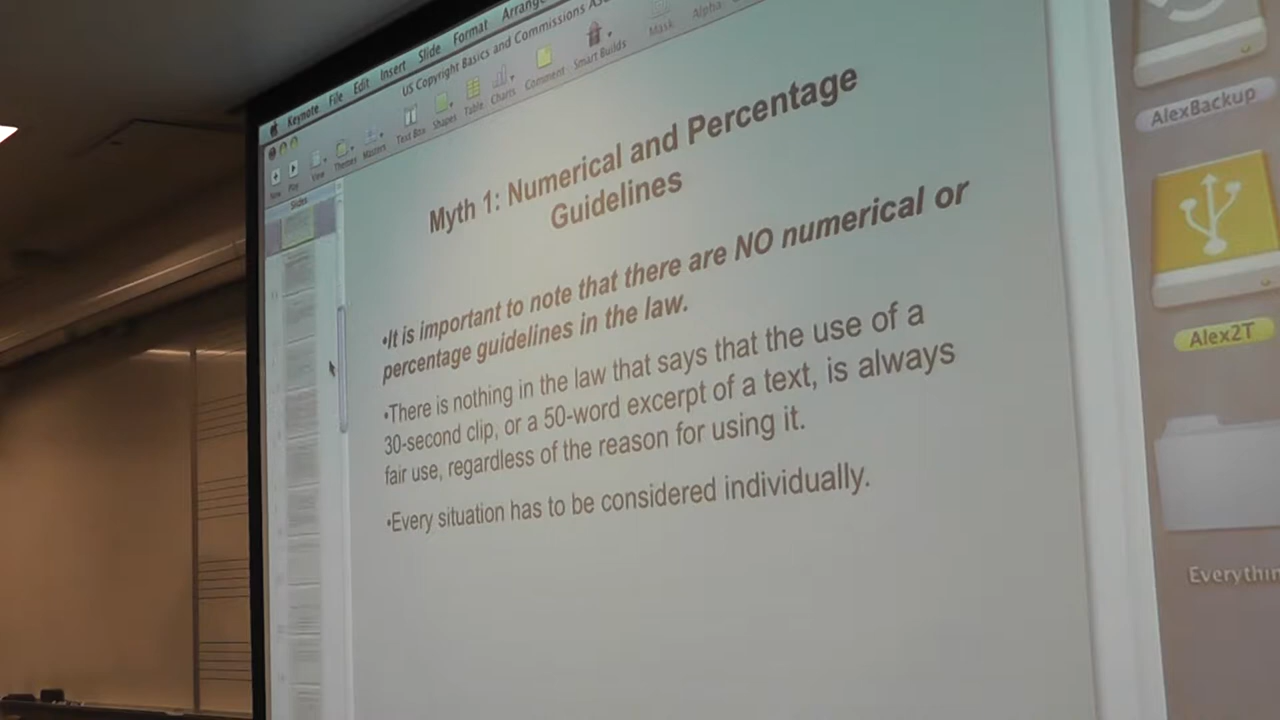 Keynote File Edit Insert Slide Format Arrange
US Copyright Basics and Commissions
View Themes Masters Text Box Shapes Table Charts Comment Smart Builds Mask Alpha
Slides
Myth 1: Numerical and Percentage
Guidelines
•It is important to note that there are NO numerical or
percentage guidelines in the law.
•There is nothing in the law that says that the use of a
30-second clip, or a 50-word excerpt of a text, is always
fair use, regardless of the reason for using it.
•Every situation has to be considered individually.
AlexBackup
Alex2T